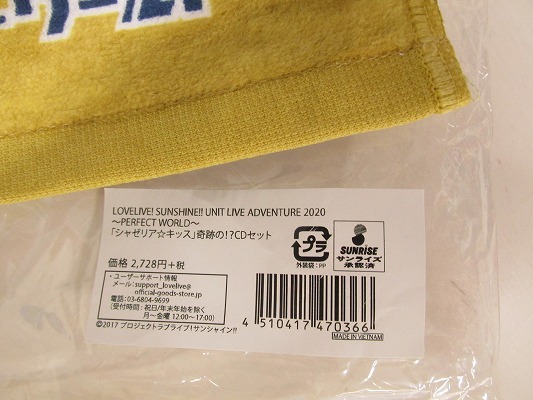 LOVELIVE! SUNSHINE!! UNIT LIVE ADVENTURE 2020
～PERFECT WORLD～
「シャゼリア☆キッス」奇跡の!?CDセット
価格 2,728円+税
プラ
外装袋：PP
SUNRISE
サンライズ
承認済
・ユーザーサポート情報
メール：support_lovelive@
official-goods-store.jp
電話：03-6804-9699
(受付時間：祝日/年末年始を除く
月～金曜 12:00～17:00)
©2017 プロジェクトラブライブ!サンシャイン!!
4 510417 470366
MADE IN VIETNAM